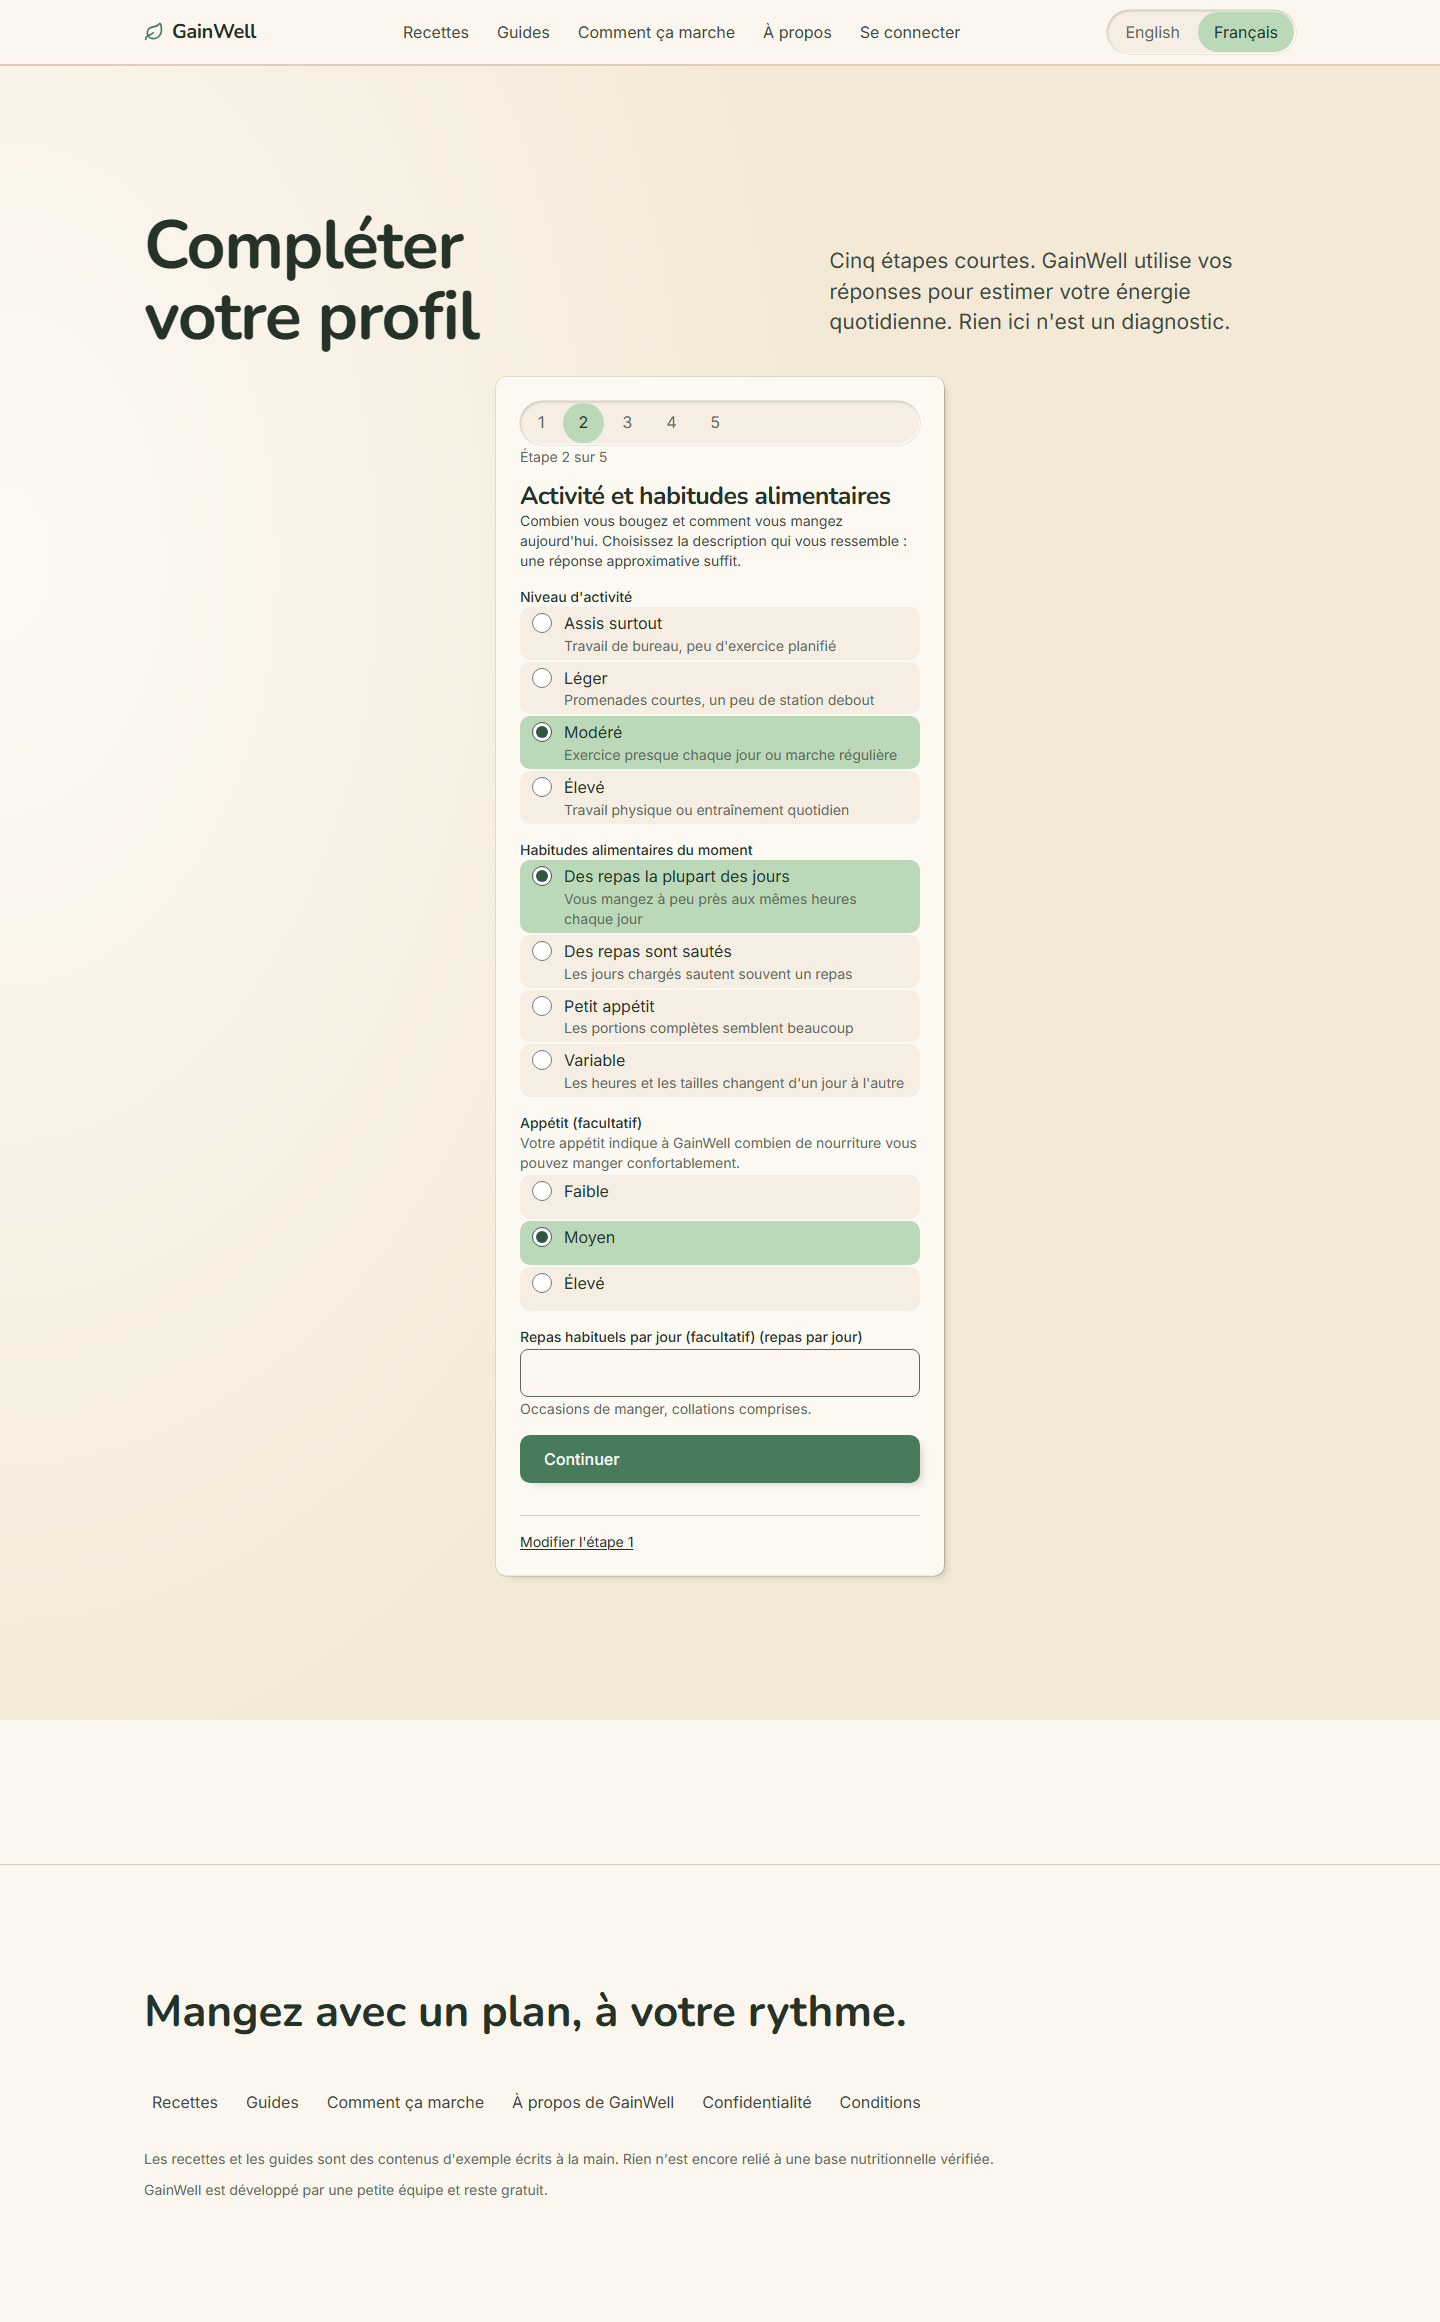 GainWell
Recettes
Guides
Comment ça marche
À propos
Se connecter
English
Français
Compléter
votre profil
Cinq étapes courtes. GainWell utilise vos
réponses pour estimer votre énergie
quotidienne. Rien ici n'est un diagnostic.
1
2
3
4
5
Étape 2 sur 5
Activité et habitudes alimentaires
Combien vous bougez et comment vous mangez
aujourd'hui. Choisissez la description qui vous ressemble :
une réponse approximative suffit.
Niveau d'activité
Assis surtout
Travail de bureau, peu d'exercice planifié
Léger
Promenades courtes, un peu de station debout
Modéré
Exercice presque chaque jour ou marche régulière
Élevé
Travail physique ou entraînement quotidien
Habitudes alimentaires du moment
Des repas la plupart des jours
Vous mangez à peu près aux mêmes heures
chaque jour
Des repas sont sautés
Les jours chargés sautent souvent un repas
Petit appétit
Les portions complètes semblent beaucoup
Variable
Les heures et les tailles changent d'un jour à l'autre
Appétit (facultatif)
Votre appétit indique à GainWell combien de nourriture vous
pouvez manger confortablement.
Faible
Moyen
Élevé
Repas habituels par jour (facultatif) (repas par jour)
Occasions de manger, collations comprises.
Continuer
Modifier l'étape 1
Mangez avec un plan, à votre rythme.
Recettes
Guides
Comment ça marche
À propos de GainWell
Confidentialité
Conditions
Les recettes et les guides sont des contenus d'exemple écrits à la main. Rien n'est encore relié à une base nutritionnelle vérifiée.
GainWell est développé par une petite équipe et reste gratuit.